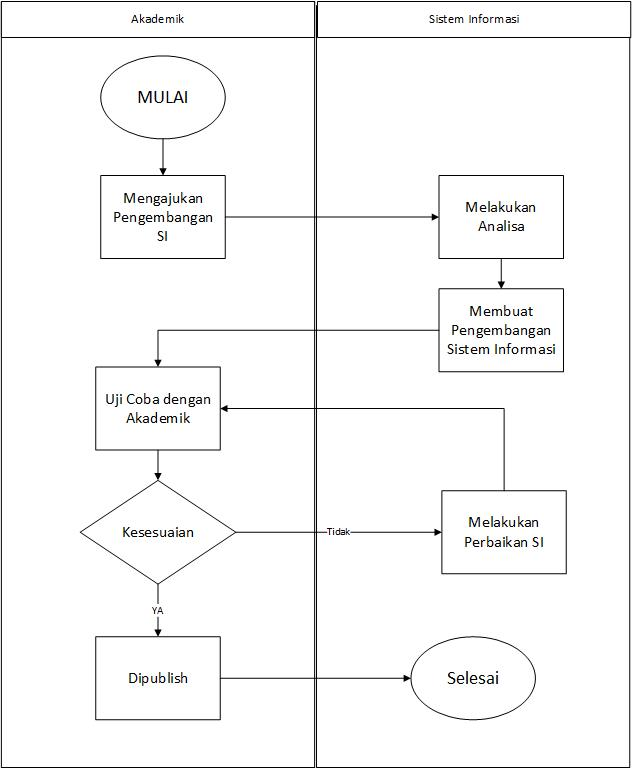 Akademik
Sistem Informasi
MULAI
Mengajukan
Pengembangan
SI
Melakukan
Analisa
Membuat
Pengembangan
Sistem Informasi
Uji Coba dengan
Akademik
Kesesuaian
Tidak
Melakukan
Perbaikan SI
YA
Dipublish
Selesai